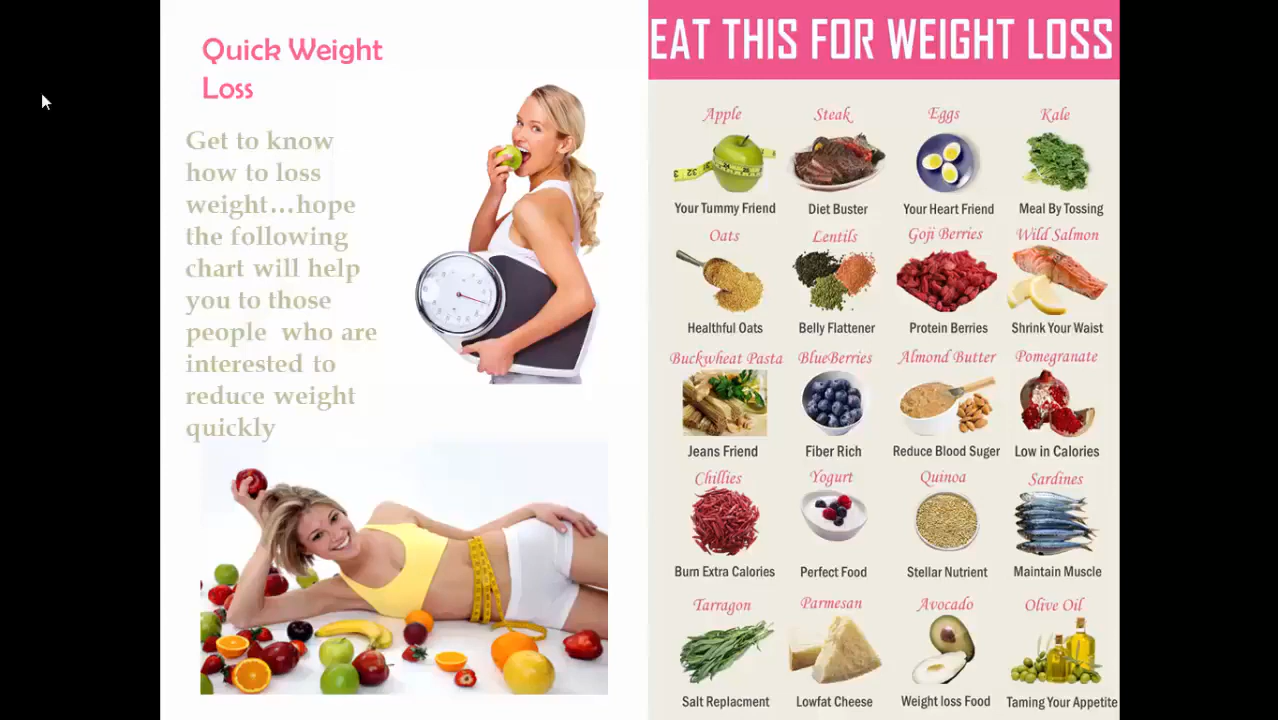 Quick Weight
Loss
Get to know
how to loss
weight...hope
the following
chart will help
you to those
people who are
interested to
reduce weight
quickly
EAT THIS FOR WEIGHT LOSS
Apple Steak Eggs Kale
Your Tummy Friend Diet Buster Your Heart Friend Meal By Tossing
Oats Lentils Goji Berries Wild Salmon
Healthful Oats Belly Flattener Protein Berries Shrink Your Waist
Buckwheat Pasta BlueBerries Almond Butter Pomegranate
Jeans Friend Fiber Rich Reduce Blood Suger Low in Calories
Chillies Yogurt Quinoa Sardines
Burn Extra Calories Perfect Food Stellar Nutrient Maintain Muscle
Tarragon Parmesan Avocado Olive Oil
Salt Replacment Lowfat Cheese Weight loss Food Taming Your Appetite